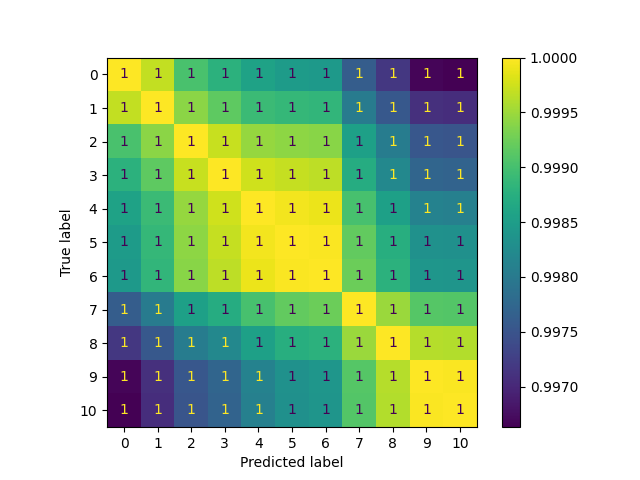 0 1 1 1 1 1 1 1 1 1 1 1 1.0000
1 1 1 1 1 1 1 1 1 1 1 1 0.9995
2 1 1 1 1 1 1 1 1 1 1 1 0.9990
3 1 1 1 1 1 1 1 1 1 1 1
4 1 1 1 1 1 1 1 1 1 1 1 0.9985
True label
5 1 1 1 1 1 1 1 1 1 1 1
6 1 1 1 1 1 1 1 1 1 1 1 0.9980
7 1 1 1 1 1 1 1 1 1 1 1
8 1 1 1 1 1 1 1 1 1 1 1 0.9975
9 1 1 1 1 1 1 1 1 1 1 1 0.9970
10 1 1 1 1 1 1 1 1 1 1 1
0 1 2 3 4 5 6 7 8 9 10
Predicted label